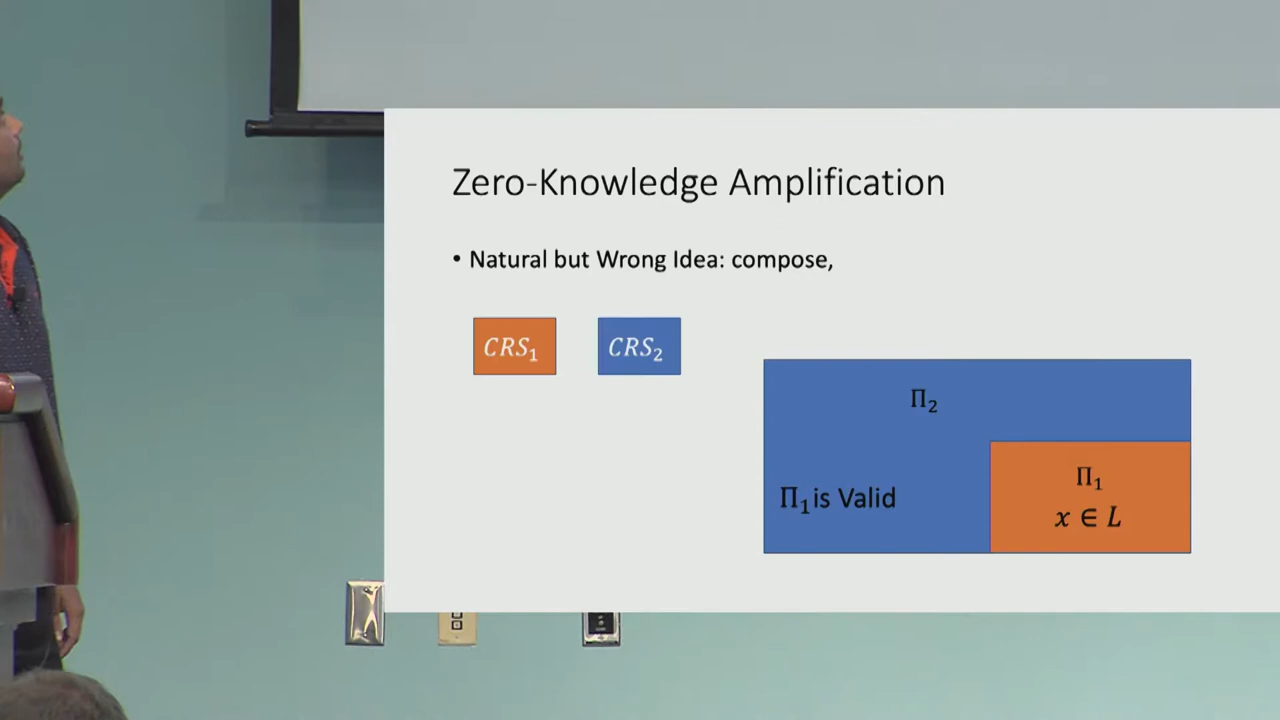 Zero-Knowledge Amplification
• Natural but Wrong Idea: compose,
CRS₁
CRS₂
Π₂
Π₁ is Valid
Π₁
x ∈ L